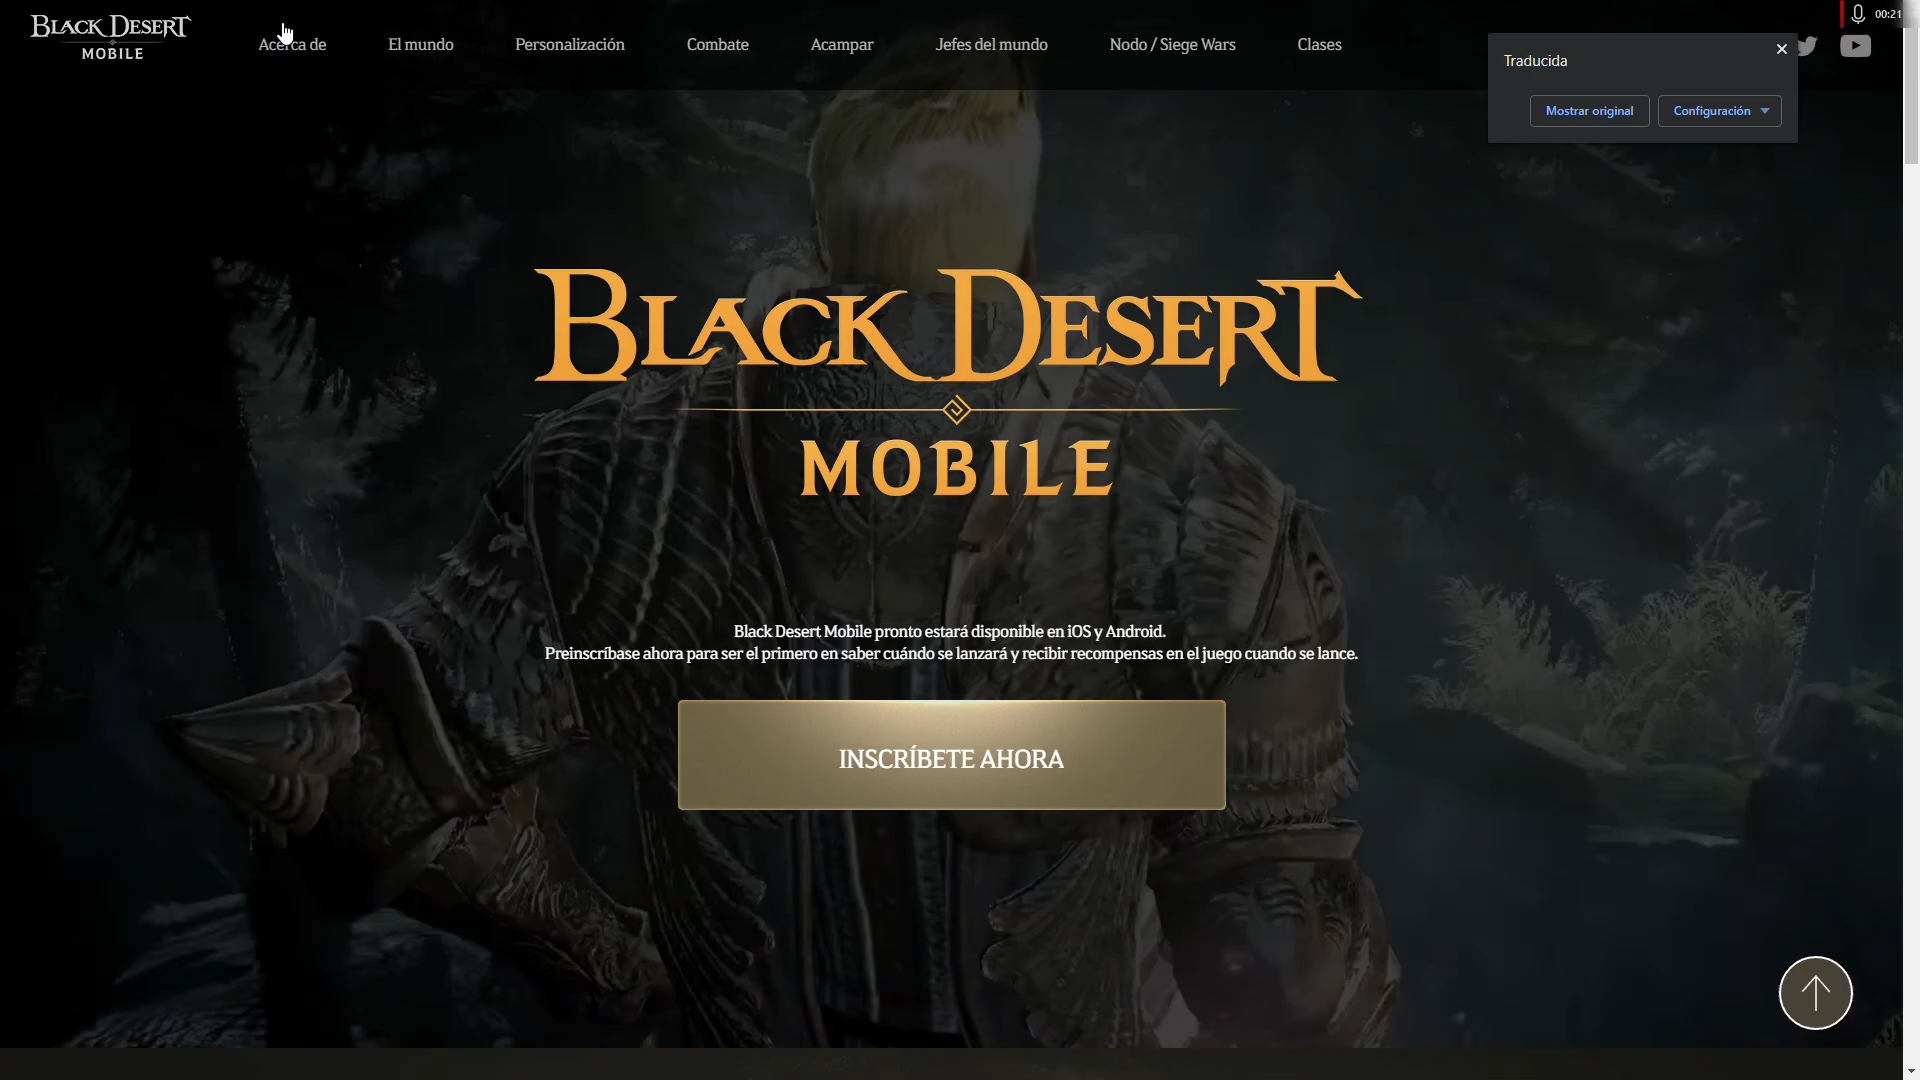 BLACK DESERT
MOBILE
Acerca de
El mundo
Personalización
Combate
Acampar
Jefes del mundo
Nodo / Siege Wars
Clases
00:21
Traducida
Mostrar original
Configuración
BLACK DESERT
MOBILE
Black Desert Mobile pronto estará disponible en iOS y Android.
Preinscríbase ahora para ser el primero en saber cuándo se lanzará y recibir recompensas en el juego cuando se lance.
INSCRÍBETE AHORA